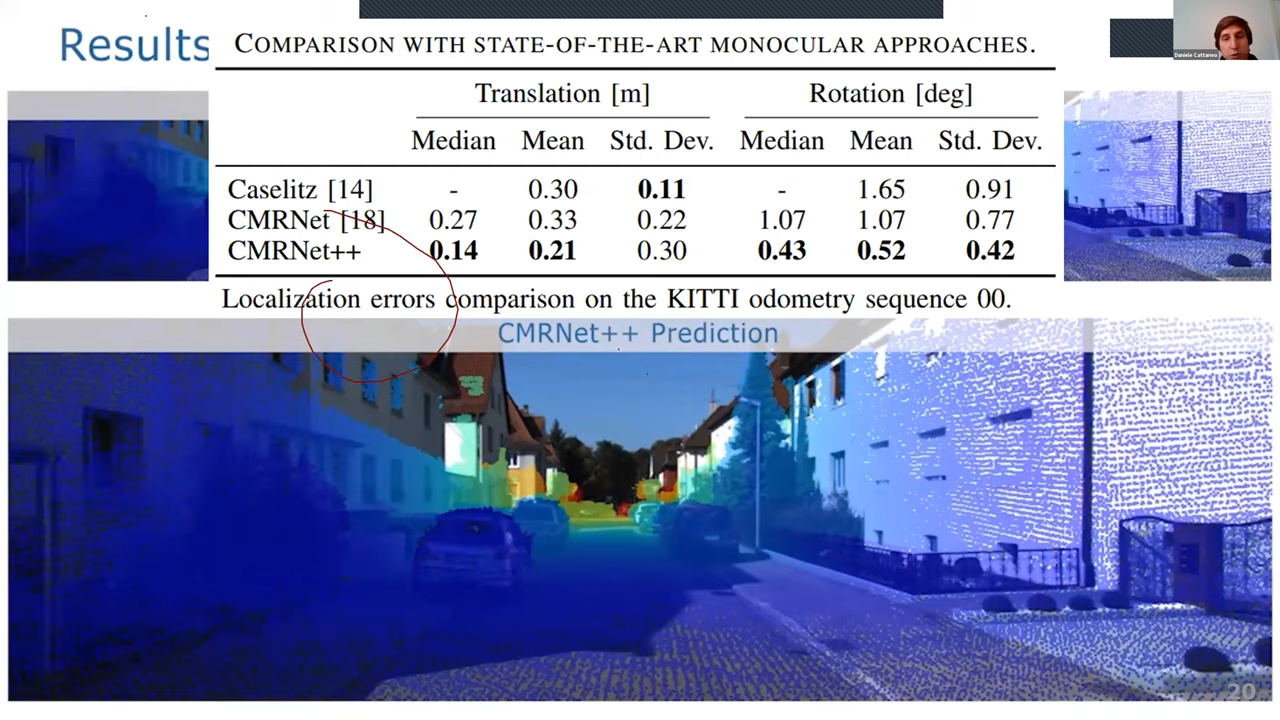 Results
COMPARISON WITH STATE-OF-THE-ART MONOCULAR APPROACHES.
Translation [m] Rotation [deg]
Median Mean Std. Dev. Median Mean Std. Dev.
Caselitz [14] - 0.30 0.11 - 1.65 0.91
CMRNet [18] 0.27 0.33 0.22 1.07 1.07 0.77
CMRNet++ 0.14 0.21 0.30 0.43 0.52 0.42
Localization errors comparison on the KITTI odometry sequence 00.
CMRNet++ Prediction
Daniele Cattaneo
20